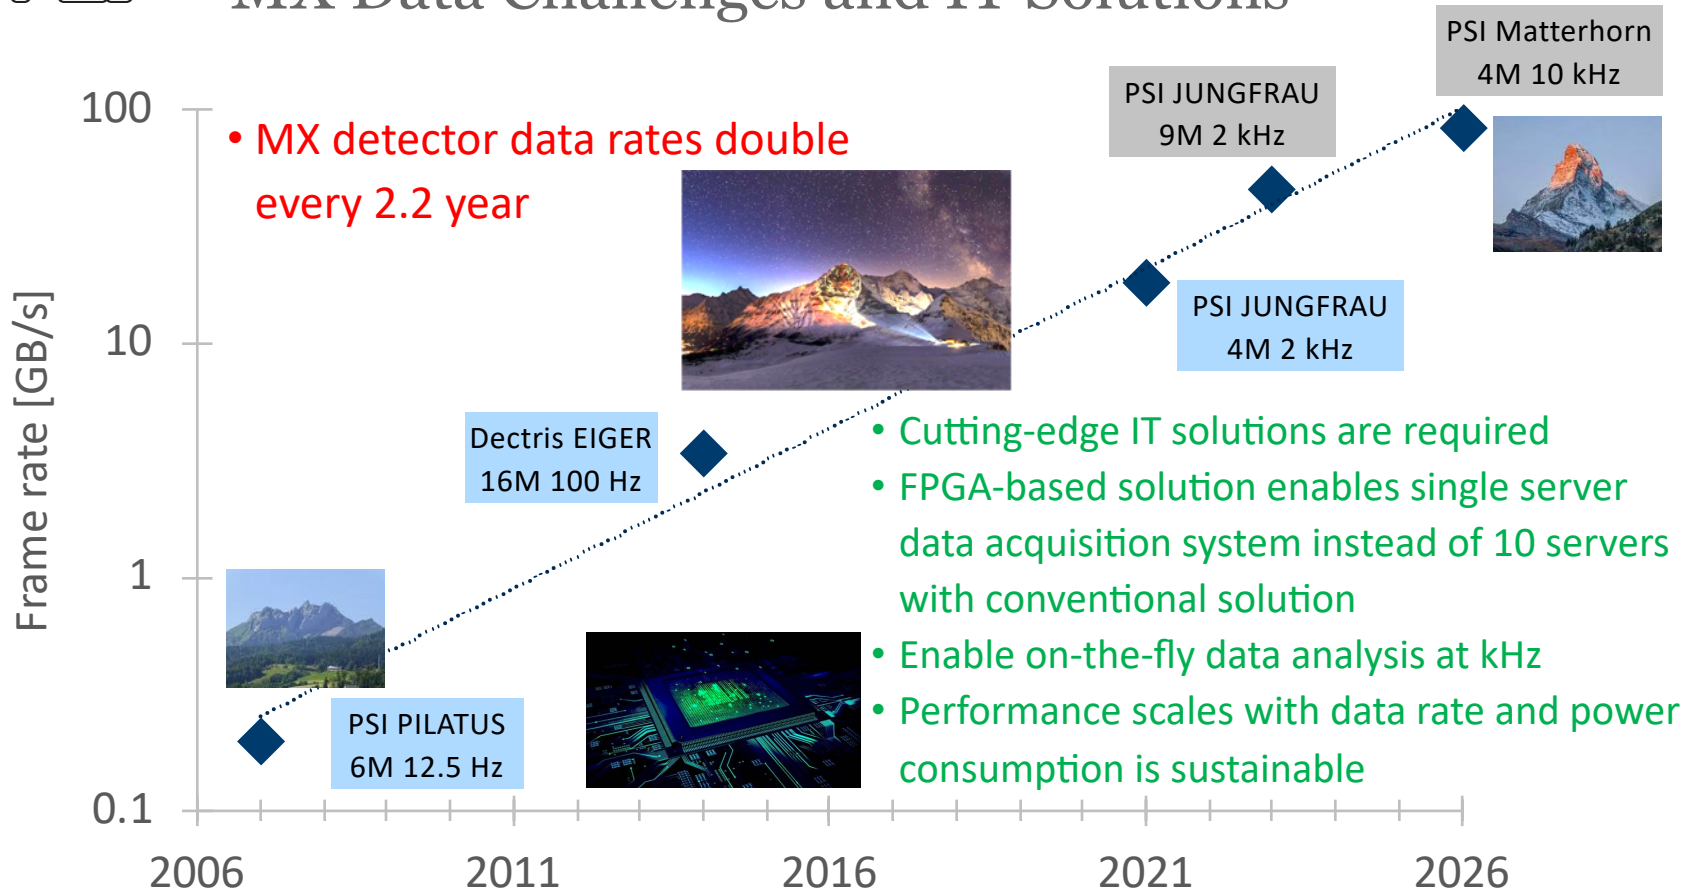 MX Data Challenges and IT Solutions
PSI Matterhorn
4M 10 kHz
PSI JUNGFRAU
9M 2 kHz
100
• MX detector data rates double
every 2.2 year
PSI JUNGFRAU
4M 2 kHz
10
Frame rate [GB/s]
Dectris EIGER
16M 100 Hz
• Cutting-edge IT solutions are required
• FPGA-based solution enables single server
data acquisition system instead of 10 servers
with conventional solution
• Enable on-the-fly data analysis at kHz
• Performance scales with data rate and power
consumption is sustainable
1
PSI PILATUS
6M 12.5 Hz
0.1
2006 2011 2016 2021 2026